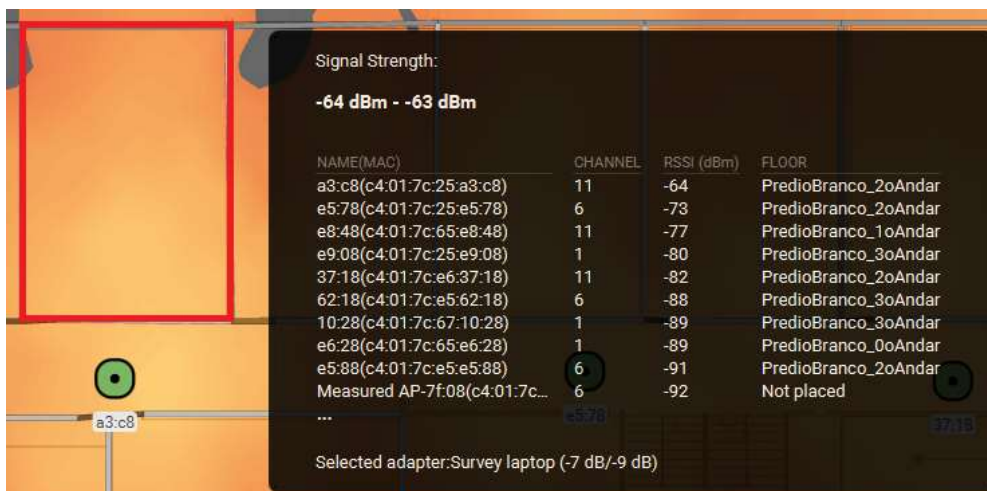 Signal Strength:
-64 dBm - -63 dBm
NAME(MAC) CHANNEL RSSI (dBm) FLOOR
a3:c8(c4:01:7c:25:a3:c8) 11 -64 PredioBranco_2oAndar
e5:78(c4:01:7c:25:e5:78) 6 -73 PredioBranco_2oAndar
e8:48(c4:01:7c:65:e8:48) 11 -77 PredioBranco_1oAndar
e9:08(c4:01:7c:25:e9:08) 1 -80 PredioBranco_3oAndar
37:18(c4:01:7c:e6:37:18) 11 -82 PredioBranco_2oAndar
62:18(c4:01:7c:e5:62:18) 6 -88 PredioBranco_3oAndar
10:28(c4:01:7c:67:10:28) 1 -89 PredioBranco_3oAndar
e6:28(c4:01:7c:65:e6:28) 1 -89 PredioBranco_0oAndar
e5:88(c4:01:7c:e5:e5:88) 6 -91 PredioBranco_2oAndar
Measured AP-7f:08(c4:01:7c... 6 -92 Not placed
...
a3:c8
e5:78
37:18
Selected adapter:Survey laptop (-7 dB/-9 dB)